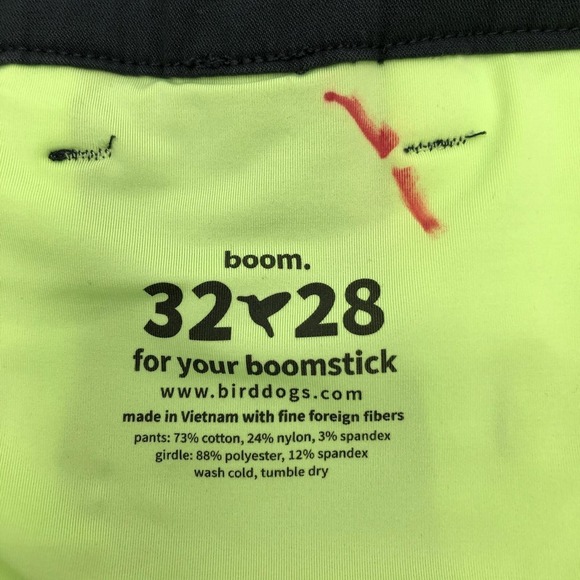 boom.
32 28
for your boomstick
www.birddogs.com
made in Vietnam with fine foreign fibers
pants: 73% cotton, 24% nylon, 3% spandex
girdle: 88% polyester, 12% spandex
wash cold, tumble dry